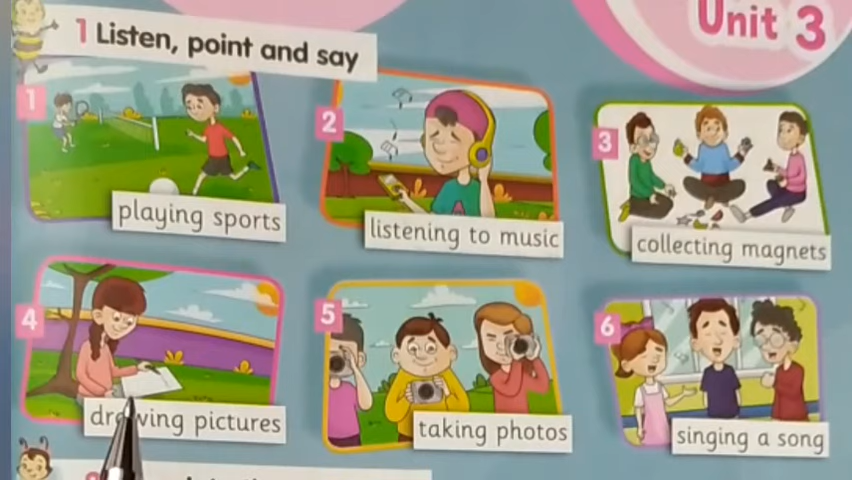 Unit 3
1 Listen, point and say
1
playing sports
2
listening to music
3
collecting magnets
4
drawing pictures
5
taking photos
6
singing a song